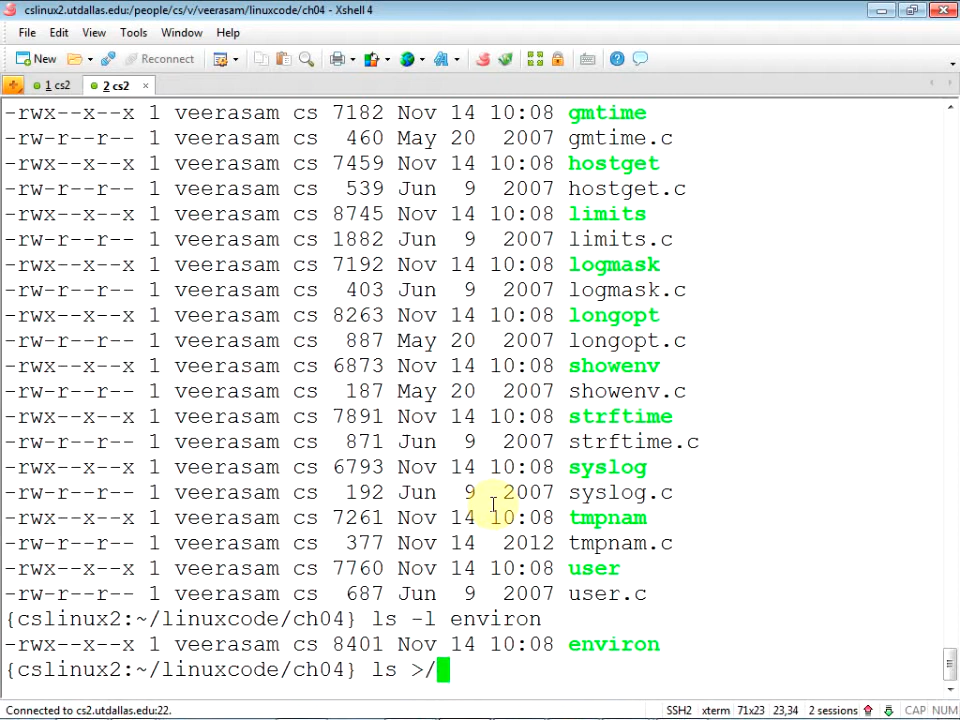 cslinux2.utdallas.edu:/people/cs/v/veerasam/linuxcode/ch04 - Xshell 4
File Edit View Tools Window Help
New Reconnect
1 cs2 2 cs2 ×
-rwx--x--x 1 veerasam cs 7182 Nov 14 10:08 gmtime
-rw-r--r-- 1 veerasam cs  460 May 20  2007 gmtime.c
-rwx--x--x 1 veerasam cs 7459 Nov 14 10:08 hostget
-rw-r--r-- 1 veerasam cs  539 Jun  9  2007 hostget.c
-rwx--x--x 1 veerasam cs 8745 Nov 14 10:08 limits
-rw-r--r-- 1 veerasam cs 1882 Jun  9  2007 limits.c
-rwx--x--x 1 veerasam cs 7192 Nov 14 10:08 logmask
-rw-r--r-- 1 veerasam cs  403 Jun  9  2007 logmask.c
-rwx--x--x 1 veerasam cs 8263 Nov 14 10:08 longopt
-rw-r--r-- 1 veerasam cs  887 May 20  2007 longopt.c
-rwx--x--x 1 veerasam cs 6873 Nov 14 10:08 showenv
-rw-r--r-- 1 veerasam cs  187 May 20  2007 showenv.c
-rwx--x--x 1 veerasam cs 7891 Nov 14 10:08 strftime
-rw-r--r-- 1 veerasam cs  871 Jun  9  2007 strftime.c
-rwx--x--x 1 veerasam cs 6793 Nov 14 10:08 syslog
-rw-r--r-- 1 veerasam cs  192 Jun  9  2007 syslog.c
-rwx--x--x 1 veerasam cs 7261 Nov 14 10:08 tmpnam
-rw-r--r-- 1 veerasam cs  377 Nov 14  2012 tmpnam.c
-rwx--x--x 1 veerasam cs 7760 Nov 14 10:08 user
-rw-r--r-- 1 veerasam cs  687 Jun  9  2007 user.c
{cslinux2:~/linuxcode/ch04} ls -l environ
-rwx--x--x 1 veerasam cs 8401 Nov 14 10:08 environ
{cslinux2:~/linuxcode/ch04} ls >/
Connected to cs2.utdallas.edu:22. SSH2 xterm 71x23 23,34 2 sessions CAP NUM